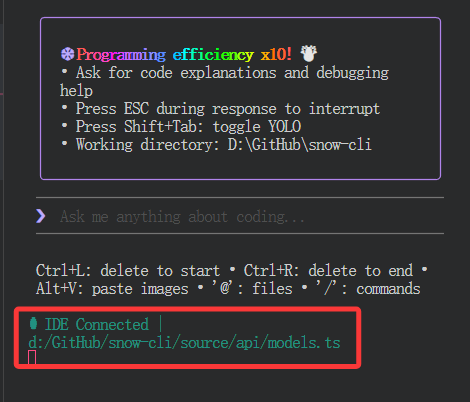 ❆Programming efficiency x10! 🐮
• Ask for code explanations and debugging
help
• Press ESC during response to interrupt
• Press Shift+Tab: toggle YOLO
• Working directory: D:\GitHub\snow-cli
❯ Ask me anything about coding...
Ctrl+L: delete to start • Ctrl+R: delete to end •
Alt+V: paste images • '@': files • '/': commands
● IDE Connected |
d:/GitHub/snow-cli/source/api/models.ts